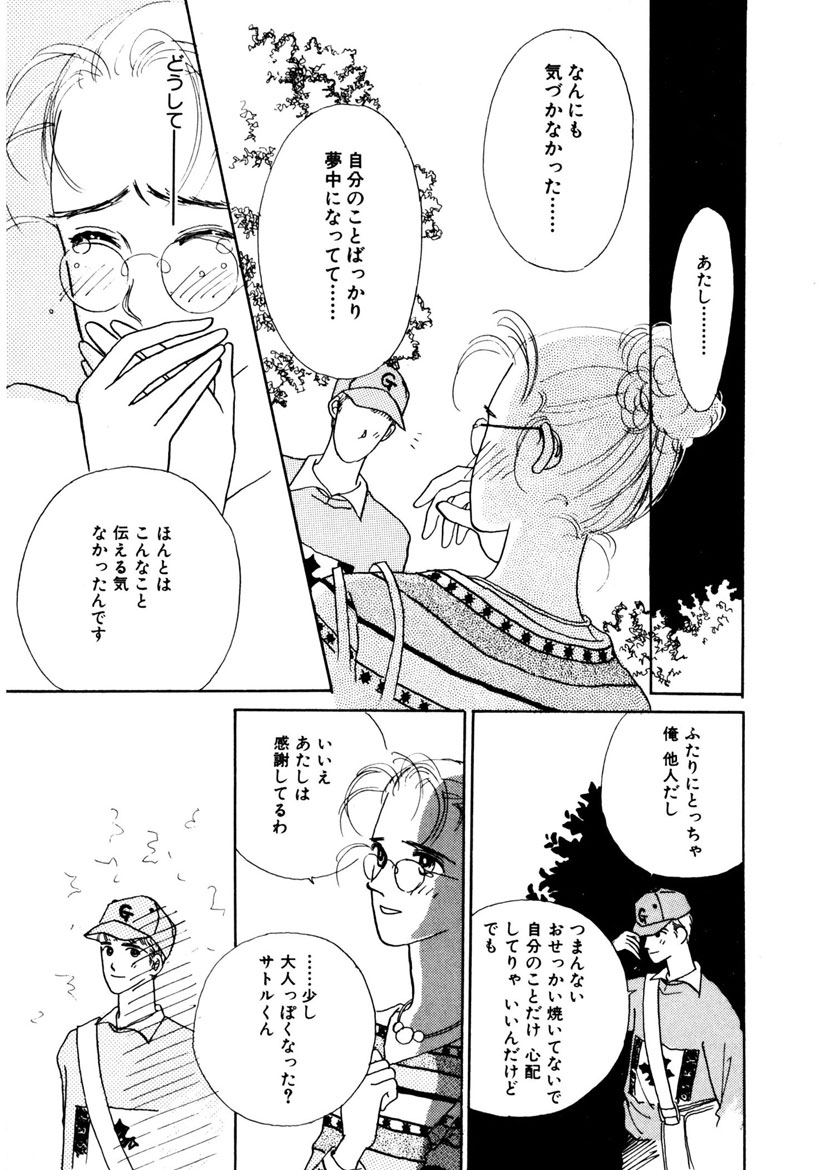 あたし………
なんにも
気づかなかった……
自分のことばっかり
夢中になってて……
どうして――
ほんとは
こんなこと
伝える気
なかったんです
ふたりにとっちゃ
俺 他人だし
つまんない
おせっかい焼いてないで
自分のことだけ 心配
してりゃ いいんだけど
でも
いいえ
あたしは
感謝してるわ
……少し
大人っぽくなった?
サトルくん
G
G
G